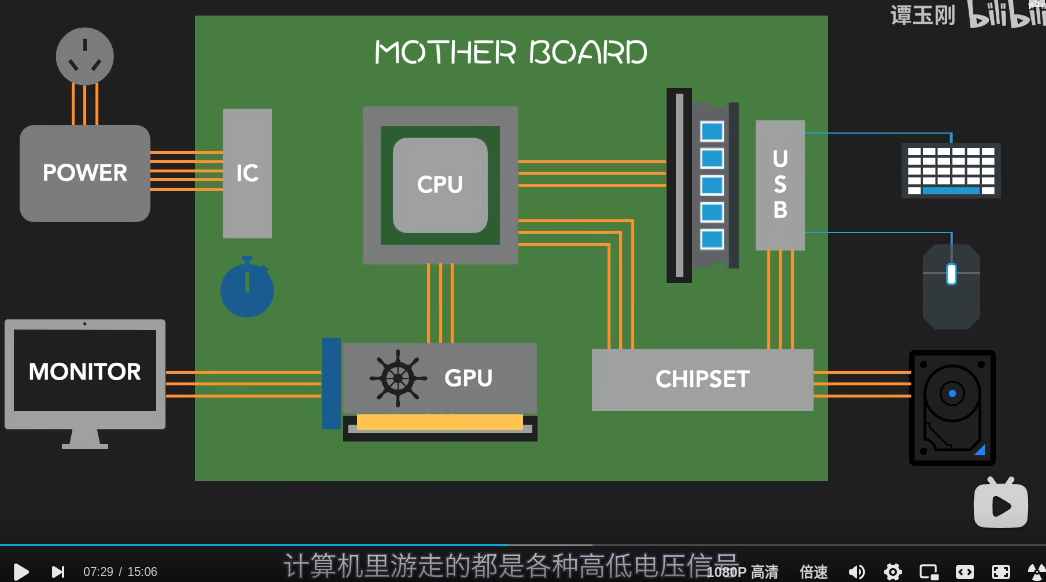 谭玉刚 bilibili
MOTHER BOARD
POWER
IC
CPU
USB
MONITOR
GPU
CHIPSET
计算机里游走的都是各种高低电压信号
07:29 / 15:06
1080P 高清
倍速